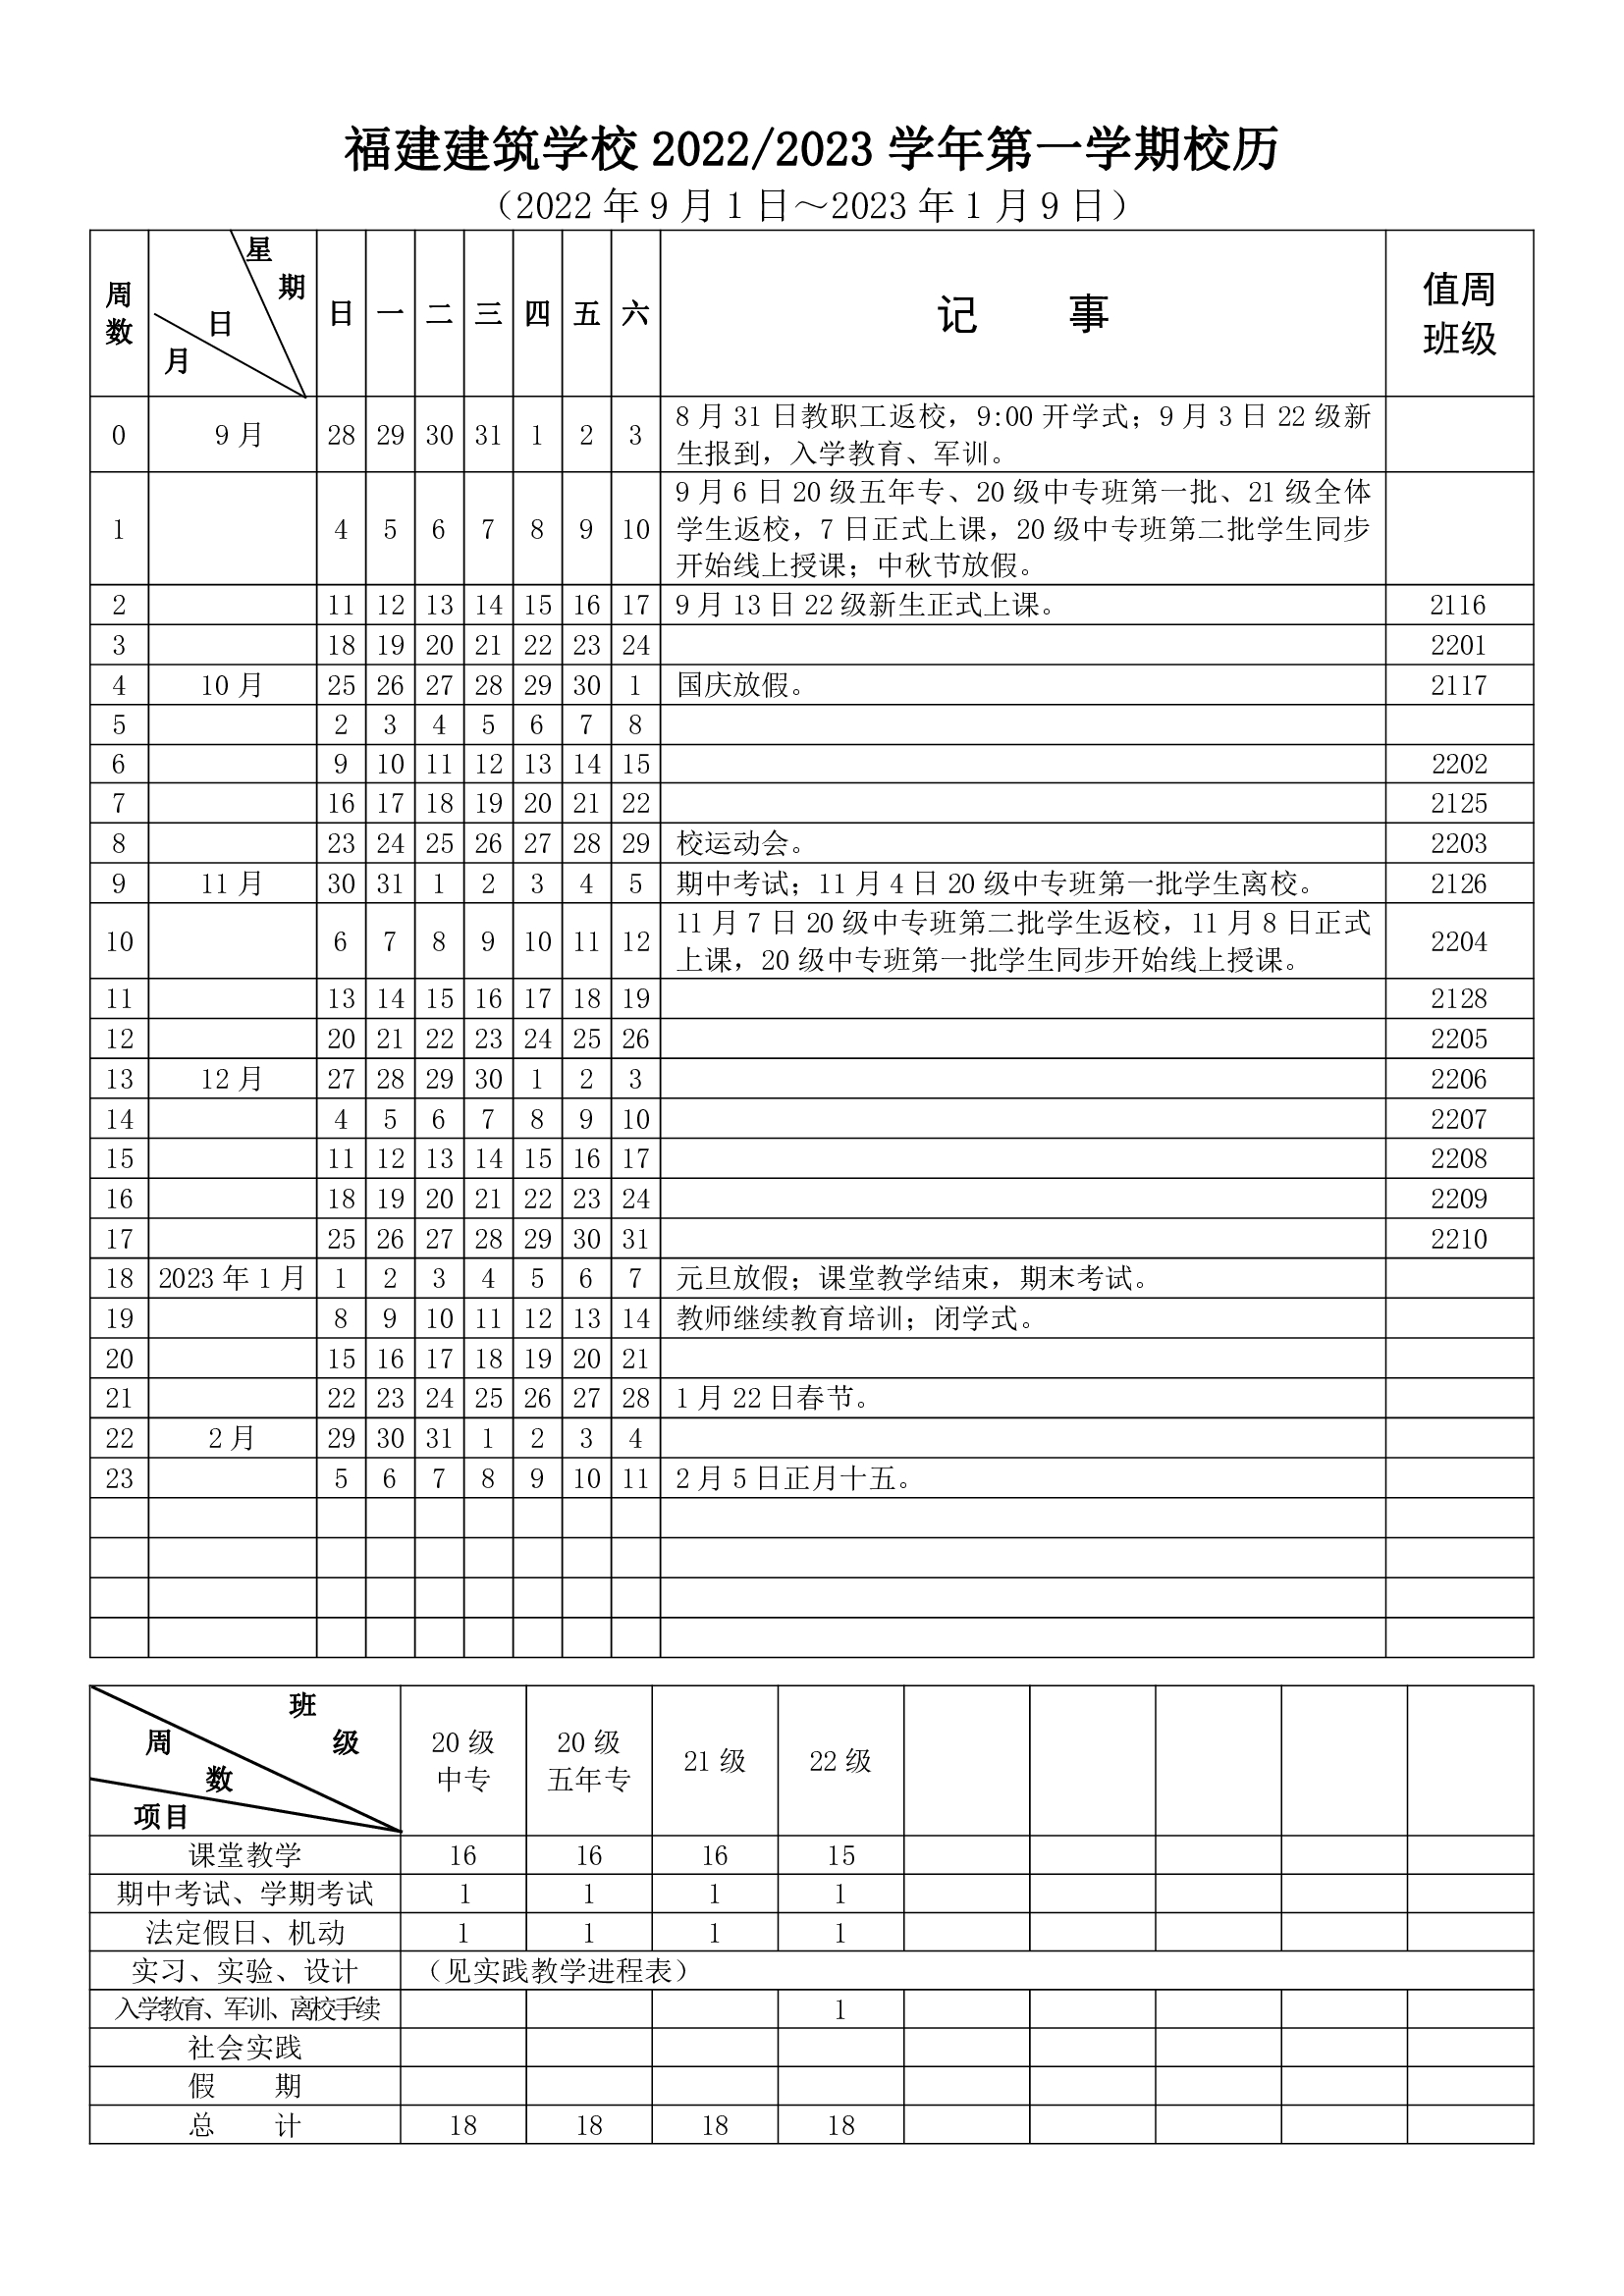 福建建筑学校 2022/2023 学年第一学期校历
（2022 年 9 月 1 日～2023 年 1 月 9 日）
周数 星期 日 月 日 一 二 三 四 五 六 记 事 值周班级
0 9 月 28 29 30 31 1 2 3 8 月 31 日教职工返校，9:00 开学式；9 月 3 日 22 级新
生报到，入学教育、军训。
1 4 5 6 7 8 9 10 9 月 6 日 20 级五年专、20 级中专班第一批、21 级全体
学生返校，7 日正式上课，20 级中专班第二批学生同步
开始线上授课；中秋节放假。
2 11 12 13 14 15 16 17 9 月 13 日 22 级新生正式上课。 2116
3 18 19 20 21 22 23 24 2201
4 10 月 25 26 27 28 29 30 1 国庆放假。 2117
5 2 3 4 5 6 7 8
6 9 10 11 12 13 14 15 2202
7 16 17 18 19 20 21 22 2125
8 23 24 25 26 27 28 29 校运动会。 2203
9 11 月 30 31 1 2 3 4 5 期中考试；11 月 4 日 20 级中专班第一批学生离校。 2126
10 6 7 8 9 10 11 12 11 月 7 日 20 级中专班第二批学生返校，11 月 8 日正式
上课，20 级中专班第一批学生同步开始线上授课。 2204
11 13 14 15 16 17 18 19 2128
12 20 21 22 23 24 25 26 2205
13 12 月 27 28 29 30 1 2 3 2206
14 4 5 6 7 8 9 10 2207
15 11 12 13 14 15 16 17 2208
16 18 19 20 21 22 23 24 2209
17 25 26 27 28 29 30 31 2210
18 2023 年 1 月 1 2 3 4 5 6 7 元旦放假；课堂教学结束，期末考试。
19 8 9 10 11 12 13 14 教师继续教育培训；闭学式。
20 15 16 17 18 19 20 21
21 22 23 24 25 26 27 28 1 月 22 日春节。
22 2 月 29 30 31 1 2 3 4
23 5 6 7 8 9 10 11 2 月 5 日正月十五。
班级 周数 项目 20 级中专 20 级五年专 21 级 22 级
课堂教学 16 16 16 15
期中考试、学期考试 1 1 1 1
法定假日、机动 1 1 1 1
实习、实验、设计 （见实践教学进程表）
入学教育、军训、离校手续 1
社会实践
假 期
总 计 18 18 18 18